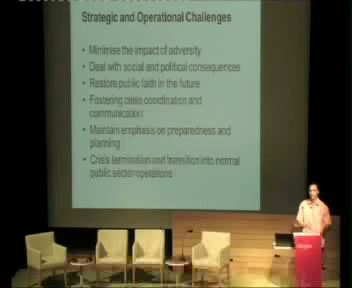 Strategic and Operational Challenges
• Minimise the impact of adversity
• Deal with social and political consequences
• Restore public faith in the future
• Fostering crisis coordination and
communication
• Maintain emphasis on preparedness and
planning
• Crisis termination and transition into normal
public sector operations